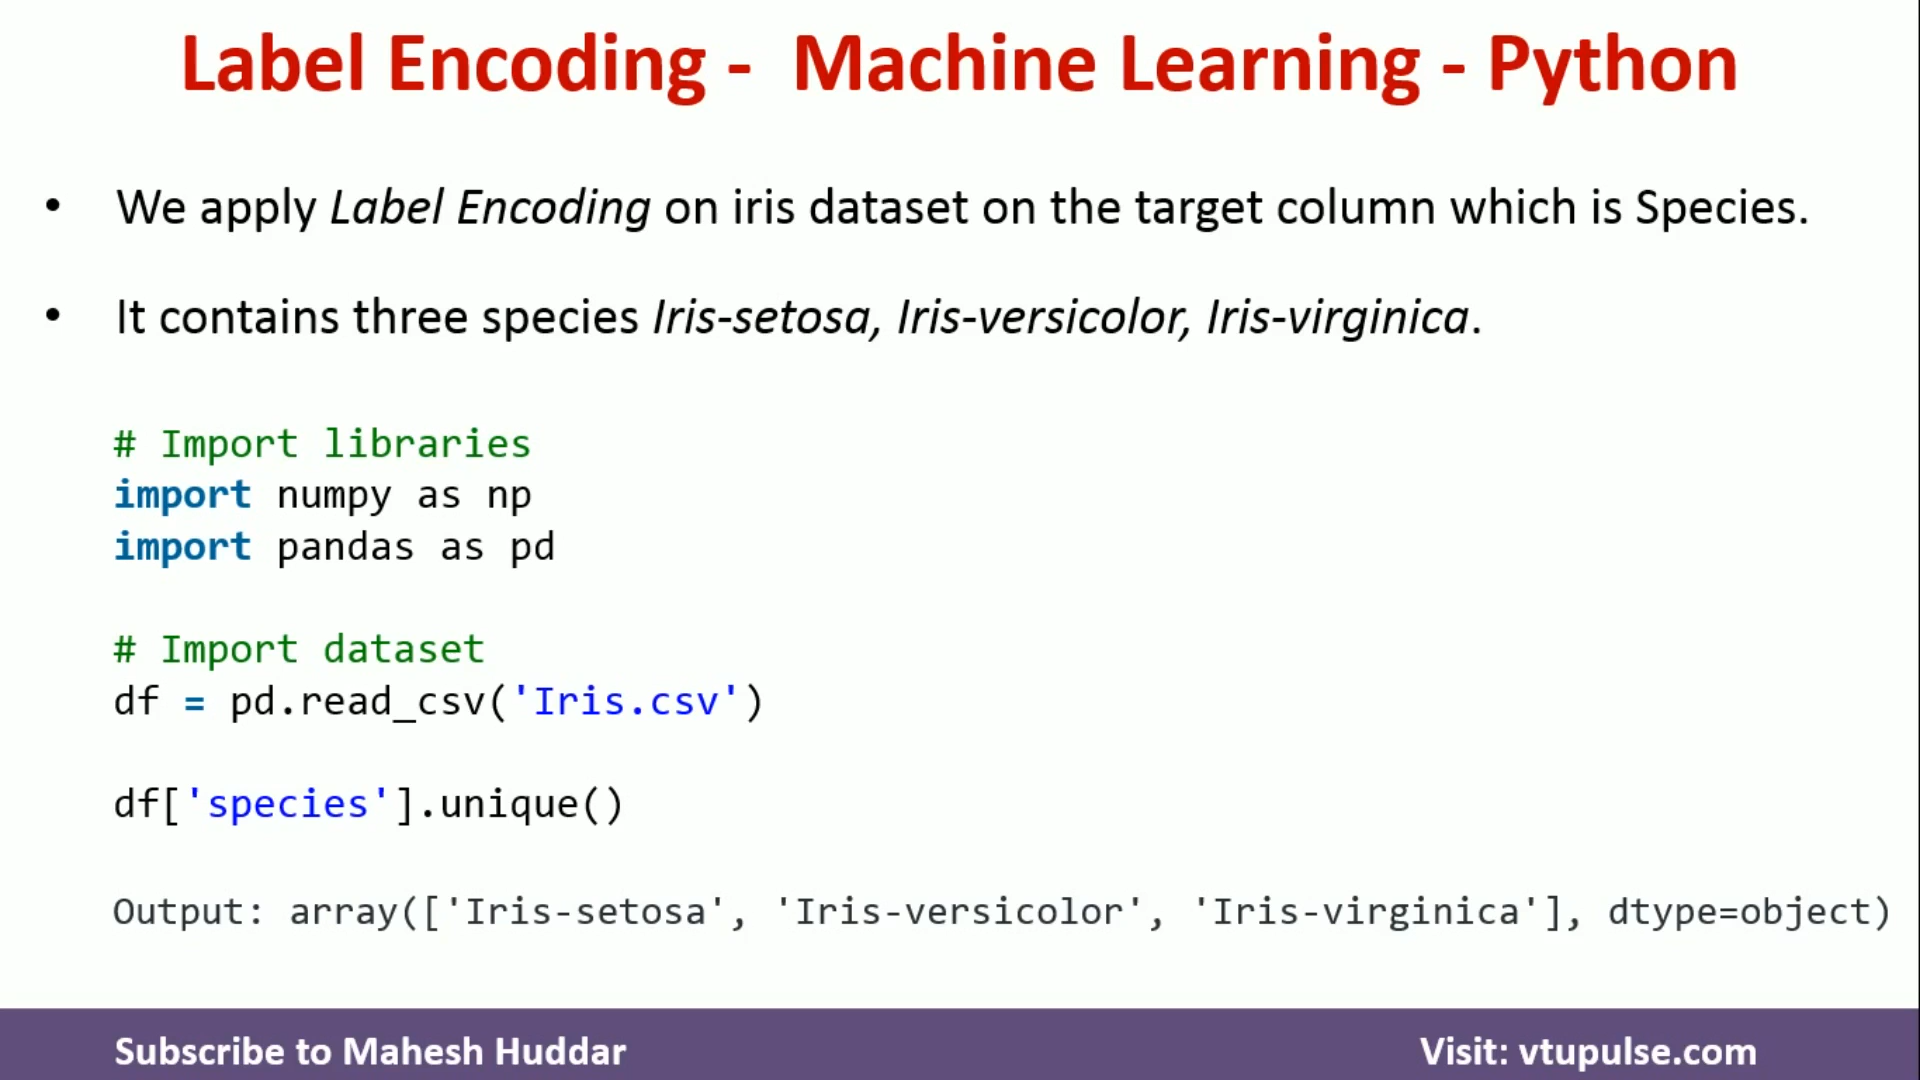 Label Encoding - Machine Learning - Python
• We apply Label Encoding on iris dataset on the target column which is Species.
• It contains three species Iris-setosa, Iris-versicolor, Iris-virginica.
# Import libraries
import numpy as np
import pandas as pd
# Import dataset
df = pd.read_csv('Iris.csv')
df['species'].unique()
Output: array(['Iris-setosa', 'Iris-versicolor', 'Iris-virginica'], dtype=object)
Subscribe to Mahesh Huddar
Visit: vtupulse.com